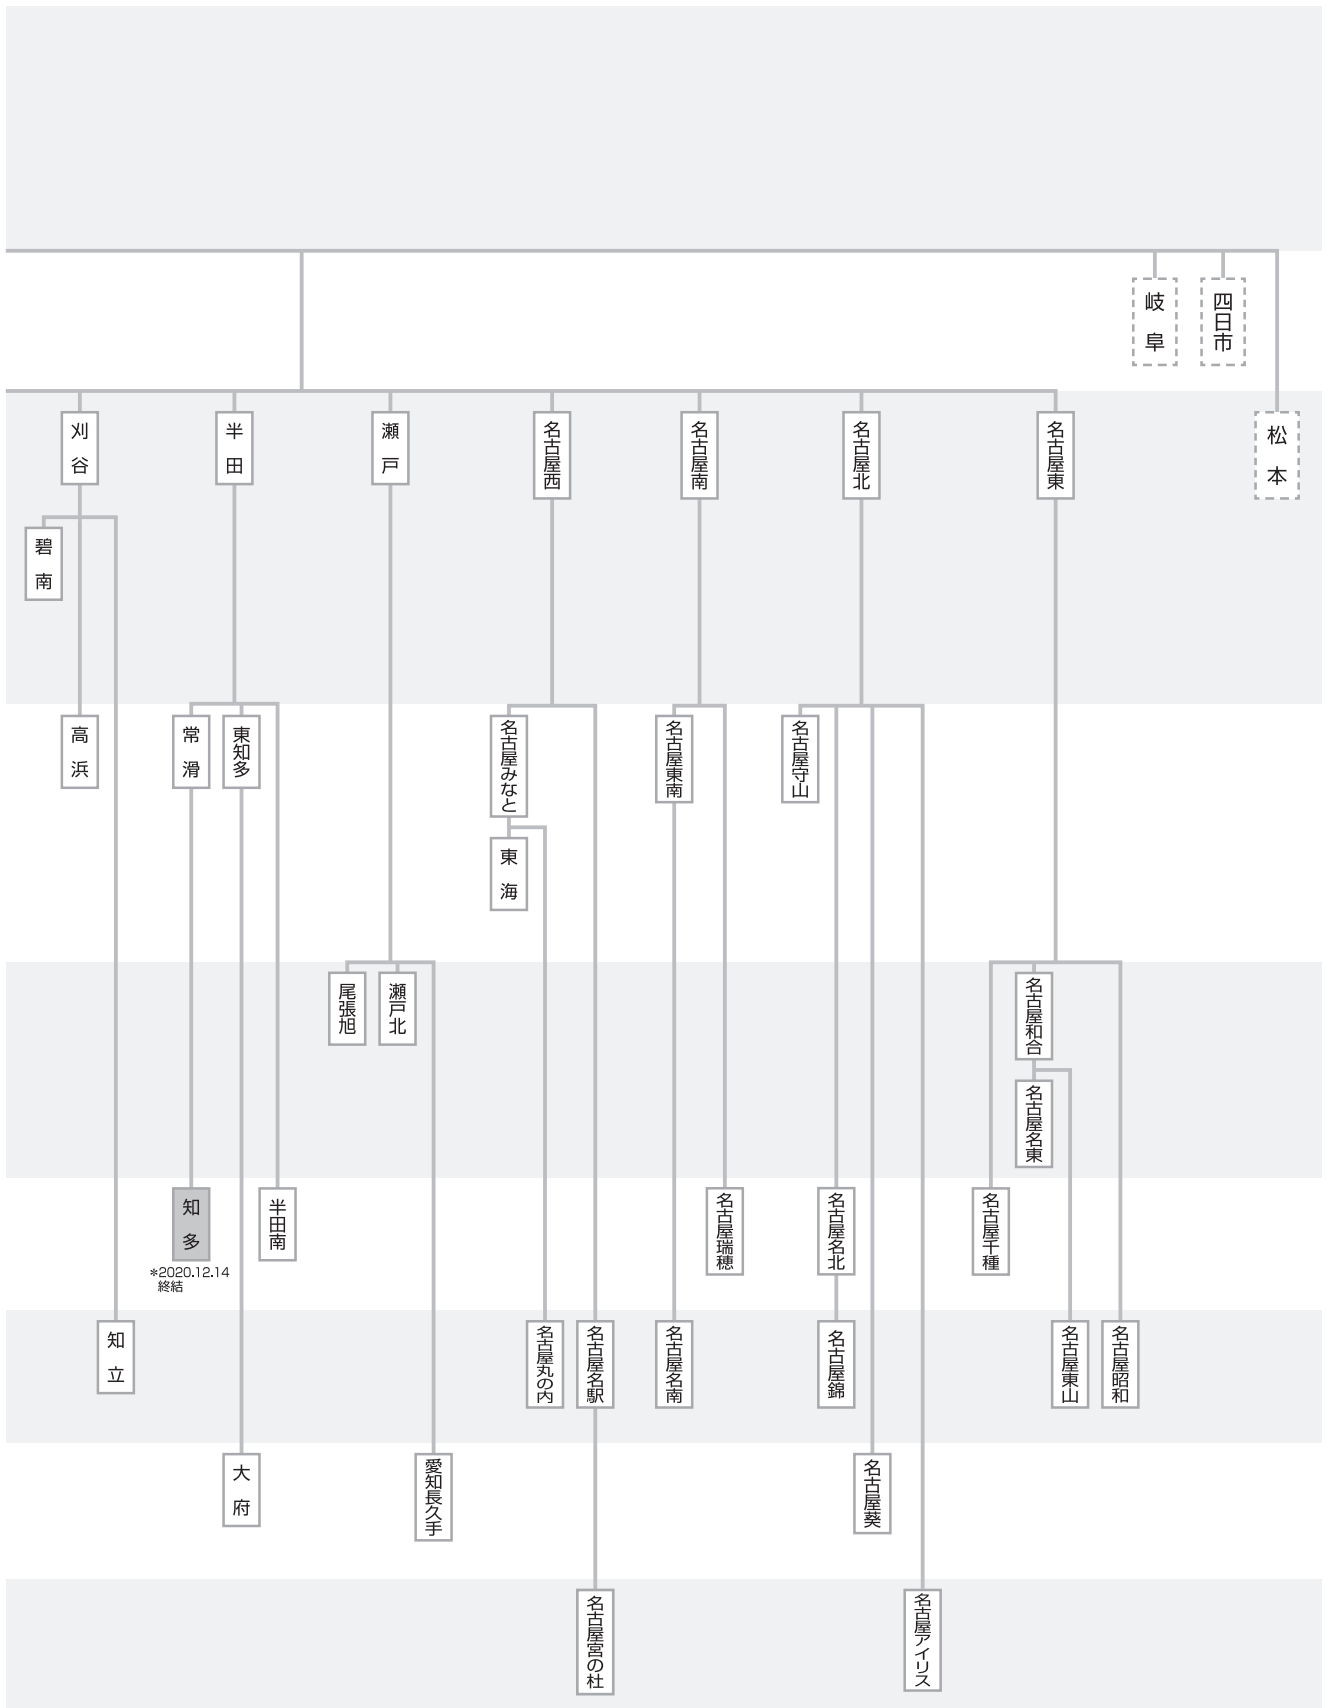 岐阜
四日市
刈谷
半田
瀬戸
名古屋西
名古屋南
名古屋北
名古屋東
松本
碧南
高浜
常滑
東知多
名古屋みなと
名古屋東南
名古屋守山
東海
尾張旭
瀬戸北
名古屋和合
名古屋名東
知多
*2020.12.14
終結
半田南
名古屋瑞穂
名古屋名北
名古屋千種
知立
名古屋丸の内
名古屋名駅
名古屋名南
名古屋錦
名古屋東山
名古屋昭和
大府
愛知長久手
名古屋葵
名古屋宮の杜
名古屋アイリス